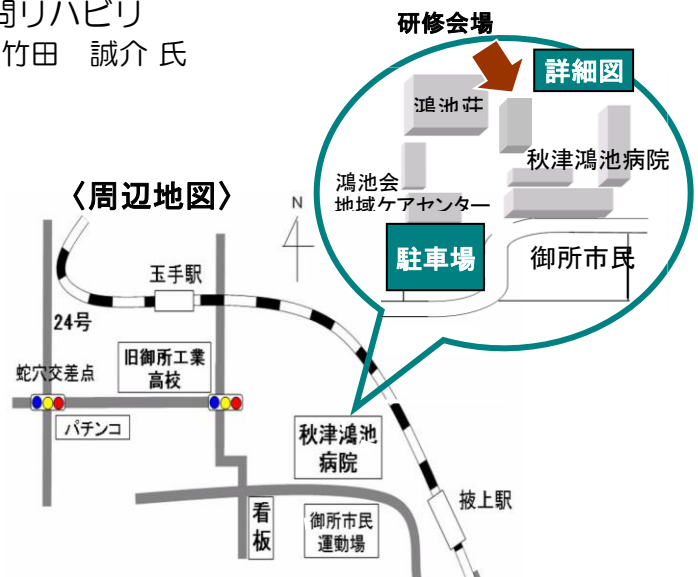 問リハビリ
竹田　誠介 氏
研修会場
詳細図
鴻池荘
秋津鴻池病院
鴻池会
地域ケアセンター
駐車場
御所市民
〈周辺地図〉
N
玉手駅
24号
旧御所工業
高校
蛇穴交差点
パチンコ
秋津鴻池
病院
掖上駅
看板
御所市民
運動場